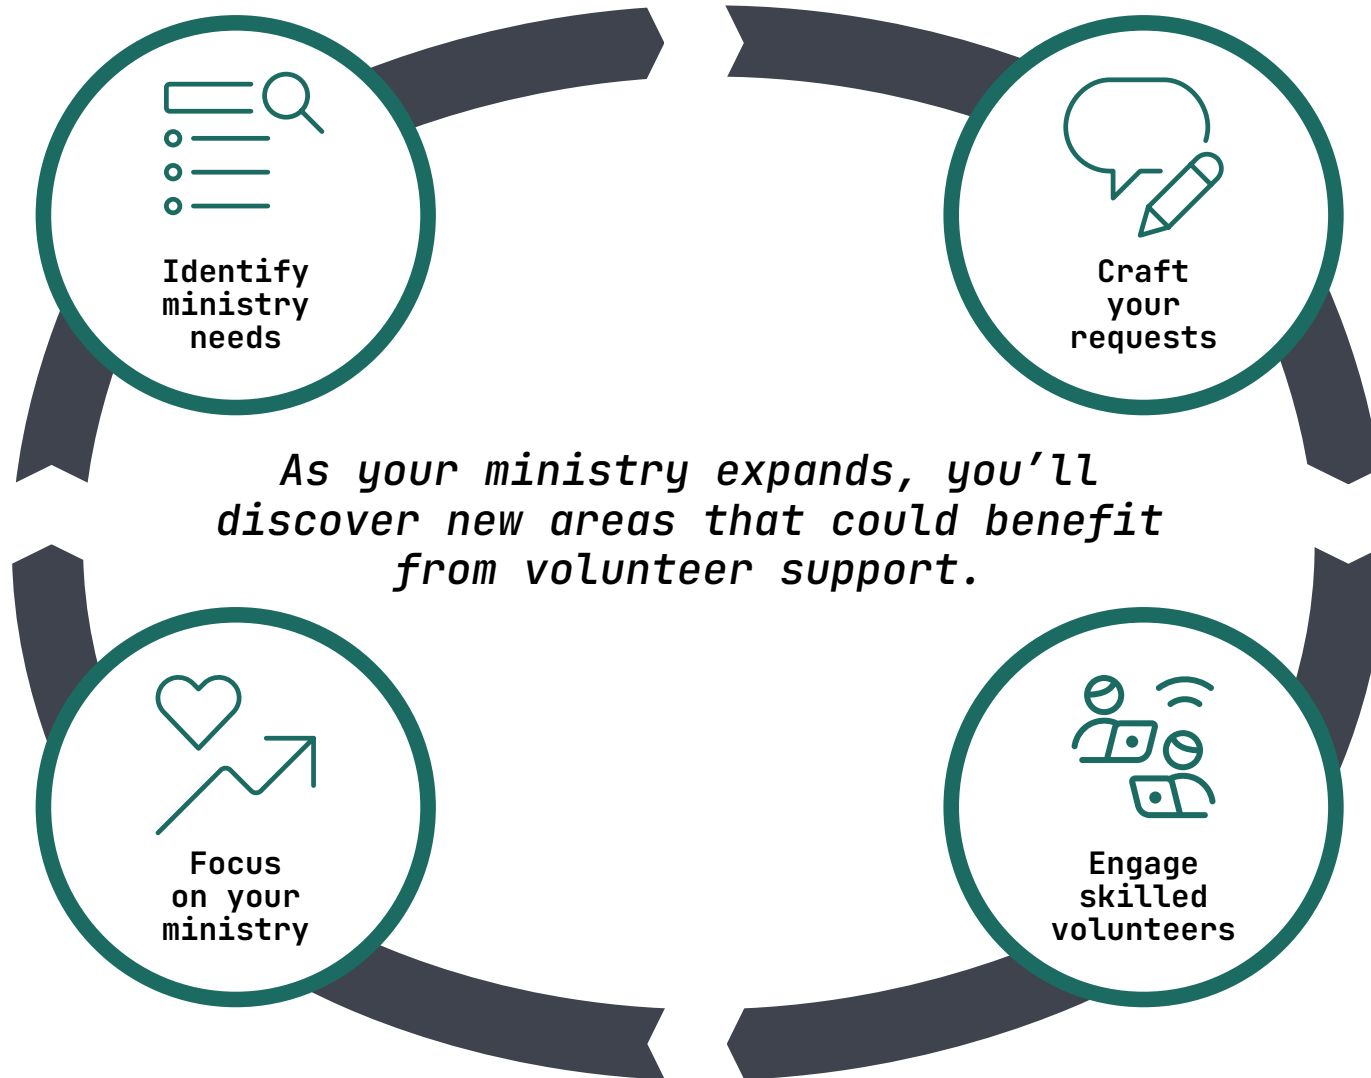 Identify
ministry
needs
Craft
your
requests
As your ministry expands, you’ll
discover new areas that could benefit
from volunteer support.
Focus
on your
ministry
Engage
skilled
volunteers